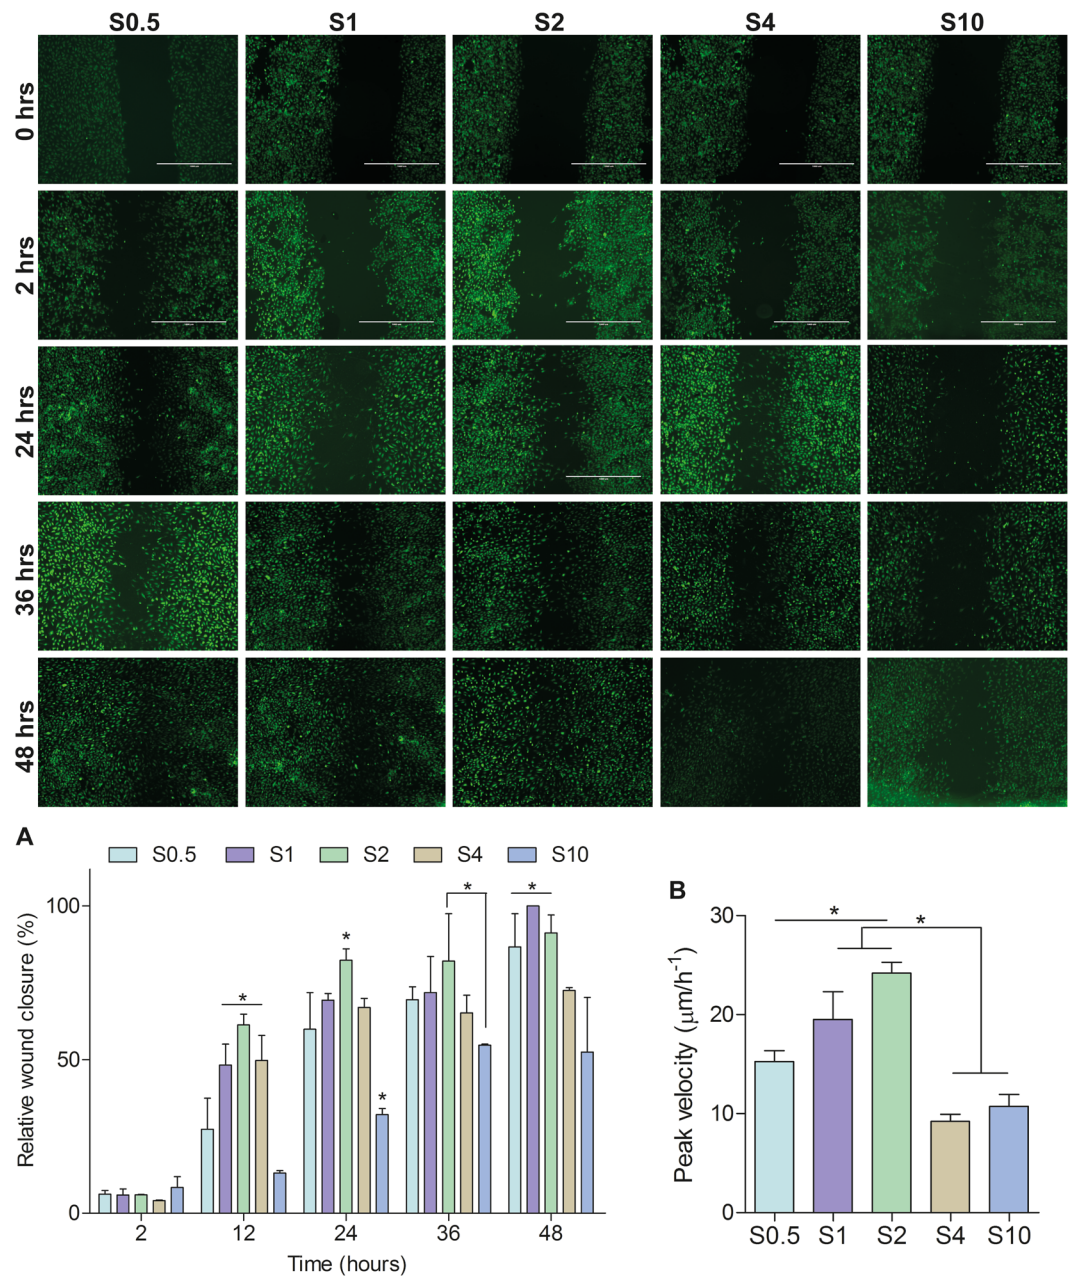 S0.5 S1 S2 S4 S10
0 hrs
2 hrs
24 hrs
36 hrs
48 hrs
A
S0.5 S1 S2 S4 S10
Relative wound closure (%)
100
50
0
* * * * *
2 12 24 36 48
Time (hours)
B
Peak velocity (μm/h⁻¹)
30
20
10
0
* *
S0.5 S1 S2 S4 S10